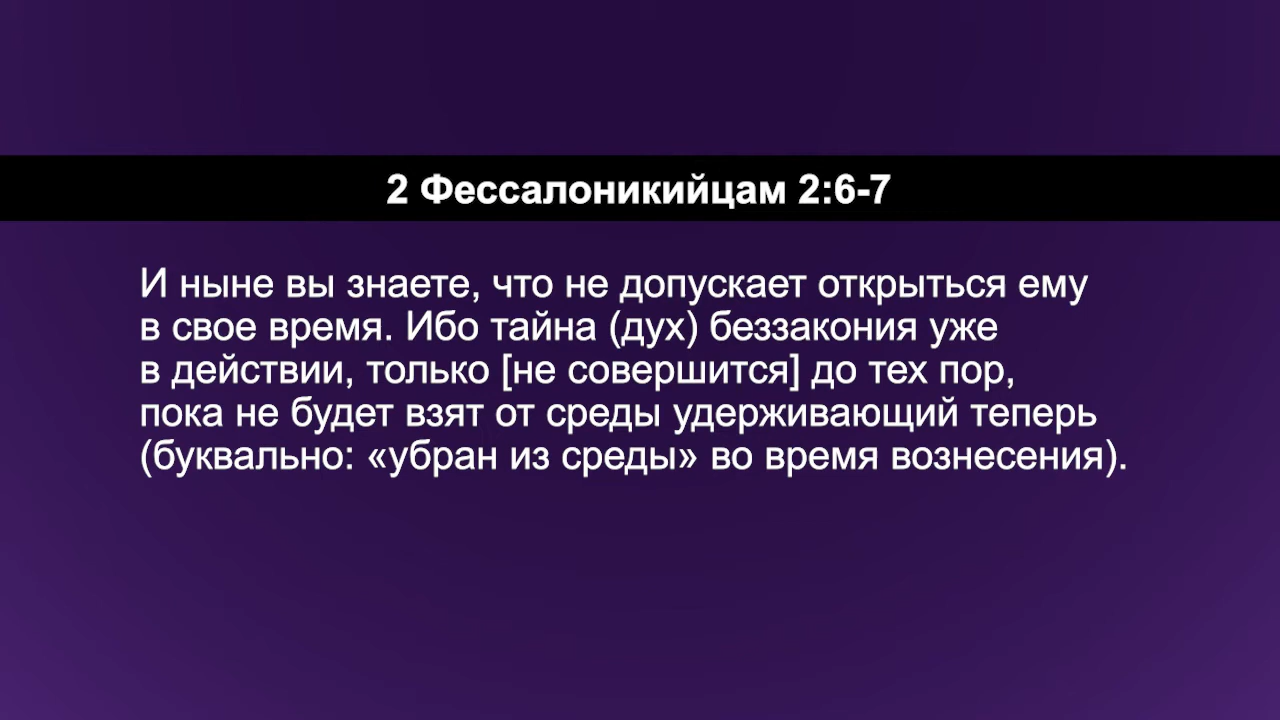 2 Фессалоникийцам 2:6-7
И ныне вы знаете, что не допускает открыться ему
в свое время. Ибо тайна (дух) беззакония уже
в действии, только [не совершится] до тех пор,
пока не будет взят от среды удерживающий теперь
(буквально: «убран из среды» во время вознесения).